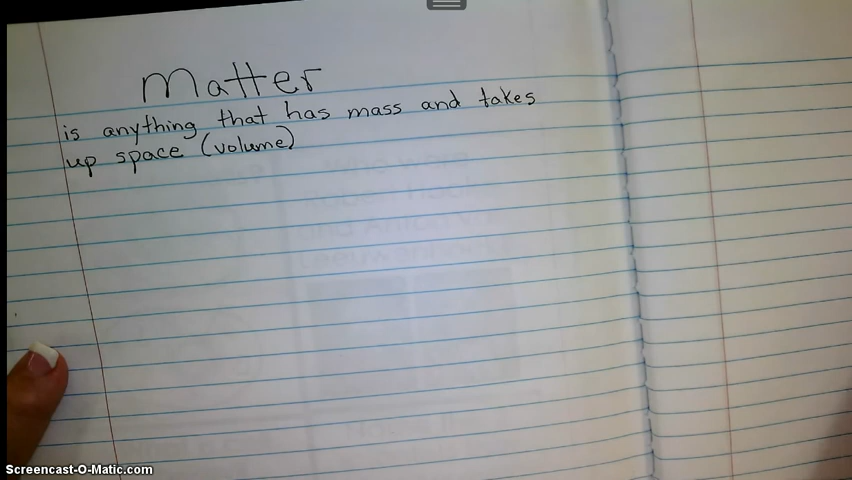 Matter
is anything that has mass and takes
up space (volume)
Screencast-O-Matic.com